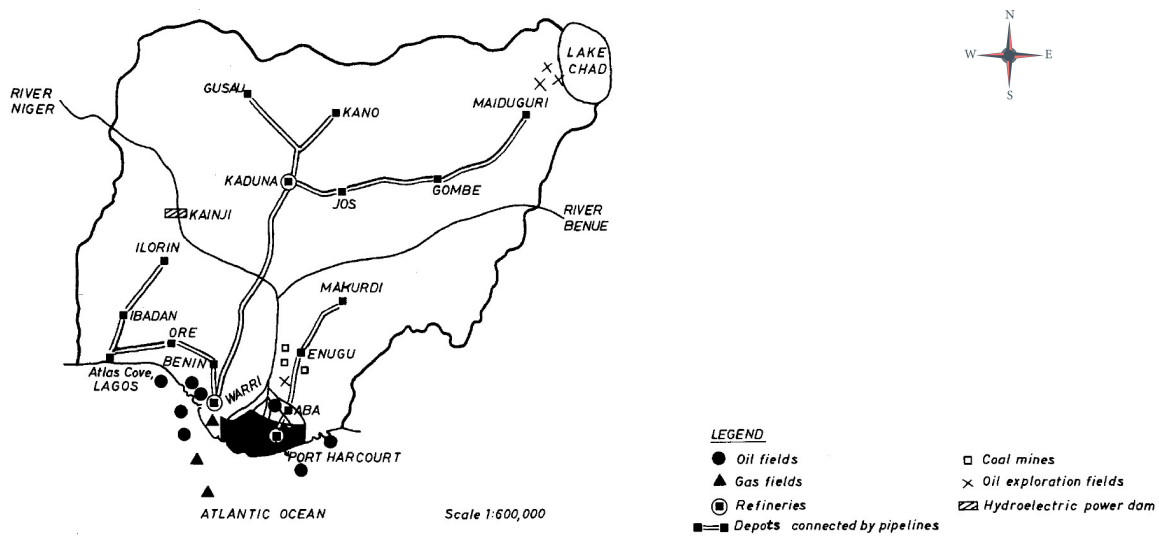 N
W E
S
LAKE
CHAD
RIVER
NIGER
GUSAU
KANO
MAIDUGURI
KADUNA
JOS
GOMBE
KAINJI
RIVER
BENUE
ILORIN
MAKURDI
IBADAN
ORE
ENUGU
BENIN
Atlas Cove,
LAGOS
WARRI
ABA
PORT HARCOURT
ATLANTIC OCEAN
Scale 1:600,000
LEGEND
Oil fields
Gas fields
Refineries
Depots connected by pipelines
Coal mines
Oil exploration fields
Hydroelectric power dam